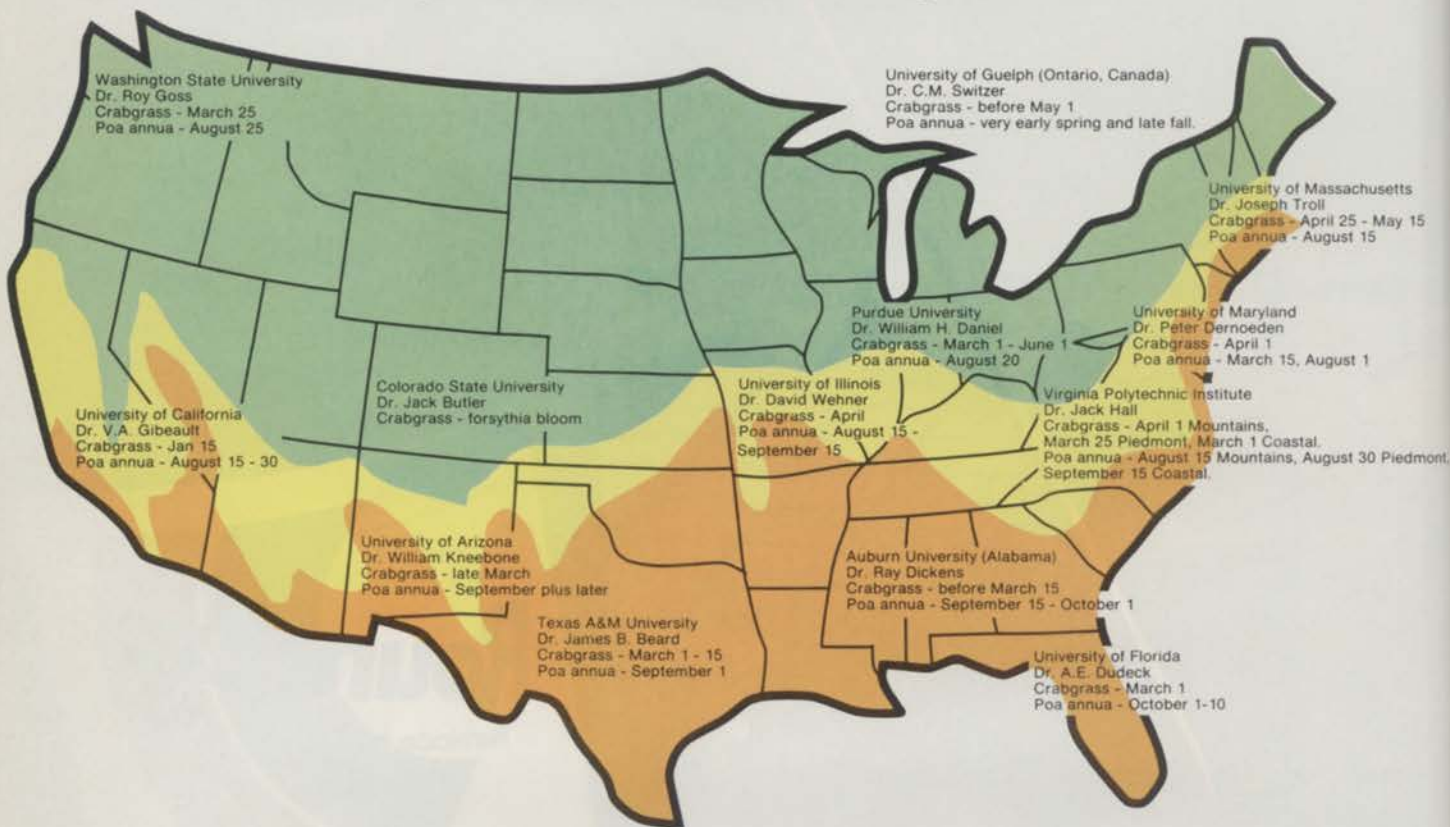 Washington State University
Dr. Roy Goss
Crabgrass - March 25
Poa annua - August 25
University of Guelph (Ontario, Canada)
Dr. C.M. Switzer
Crabgrass - before May 1
Poa annua - very early spring and late fall.
University of Massachusetts
Dr. Joseph Troll
Crabgrass - April 25 - May 15
Poa annua - August 15
Purdue University
Dr. William H. Daniel
Crabgrass - March 1 - June 1
Poa annua - August 20
University of Maryland
Dr. Peter Dernoeden
Crabgrass - April 1
Poa annua - March 15, August 1
Colorado State University
Dr. Jack Butler
Crabgrass - forsythia bloom
University of Illinois
Dr. David Wehner
Crabgrass - April
Poa annua - August 15 -
September 15
Virginia Polytechnic Institute
Dr. Jack Hall
Crabgrass - April 1 Mountains,
March 25 Piedmont, March 1 Coastal.
Poa annua - August 15 Mountains, August 30 Piedmont.
September 15 Coastal.
University of California
Dr. V.A. Gibeault
Crabgrass - Jan 15
Poa annua - August 15 - 30
University of Arizona
Dr. William Kneebone
Crabgrass - late March
Poa annua - September plus later
Auburn University (Alabama)
Dr. Ray Dickens
Crabgrass - before March 15
Poa annua - September 15 - October 1
Texas A&M University
Dr. James B. Beard
Crabgrass - March 1 - 15
Poa annua - September 1
University of Florida
Dr. A.E. Dudeck
Crabgrass - March 1
Poa annua - October 1-10